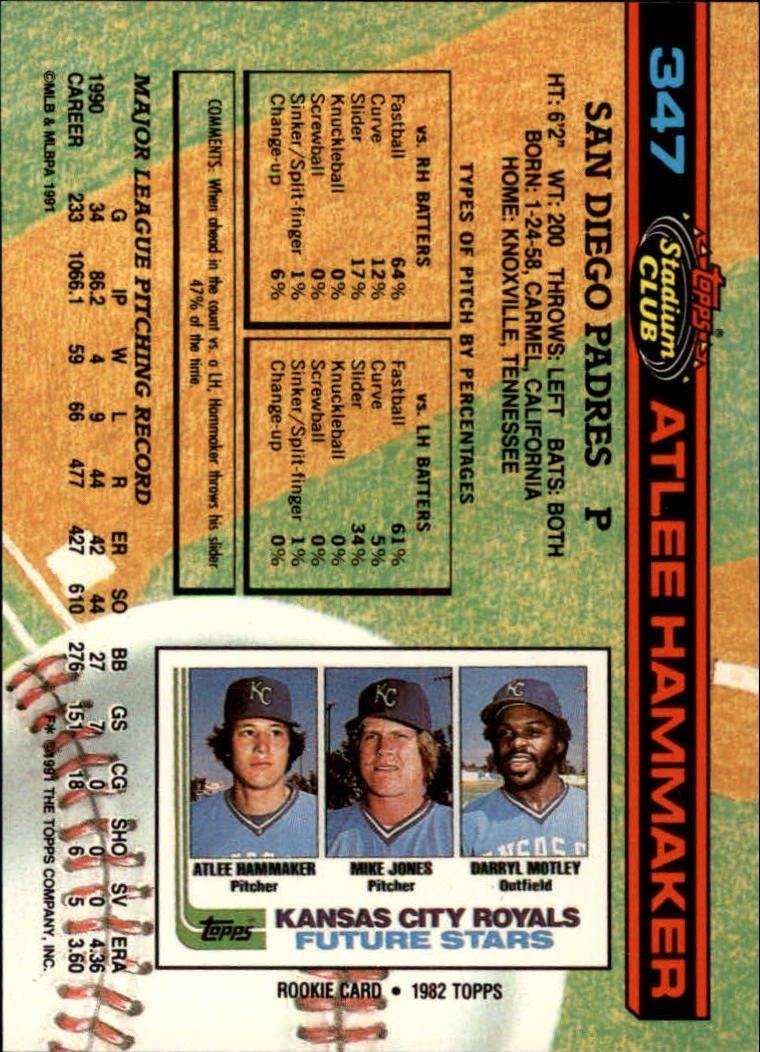 347
topps®
Stadium
CLUB
ATLEE HAMMAKER
SAN DIEGO PADRES P
HT: 6'2" WT: 200 THROWS: LEFT BATS: BOTH
BORN: 1-24-58, CARMEL, CALIFORNIA
HOME: KNOXVILLE, TENNESSEE
TYPES OF PITCH BY PERCENTAGES
vs. RH BATTERS
Fastball 64%
Curve 12%
Slider 17%
Knuckleball 0%
Screwball 0%
Sinker/Split-finger 1%
Change-up 6%
vs. LH BATTERS
Fastball 61%
Curve 5%
Slider 34%
Knuckleball 0%
Screwball 0%
Sinker/Split-finger 1%
Change-up 0%
COMMENTS: When ahead in the count vs. a LH, Hammaker throws his slider
47% of the time.
ATLEE HAMMAKER
Pitcher
MIKE JONES
Pitcher
DARRYL MOTLEY
Outfield
topps
KANSAS CITY ROYALS
FUTURE STARS
ROOKIE CARD • 1982 TOPPS
MAJOR LEAGUE PITCHING RECORD
G IP W L R ER SO BB GS CG SHO SV ERA
1990 34 86.2 4 9 44 42 44 27 7 0 0 0 4.36
CAREER 233 1066.1 59 66 477 427 610 276 151 18 6 5 3.60
©MLB & MLBPA 1991 F* ©1991 THE TOPPS COMPANY, INC.